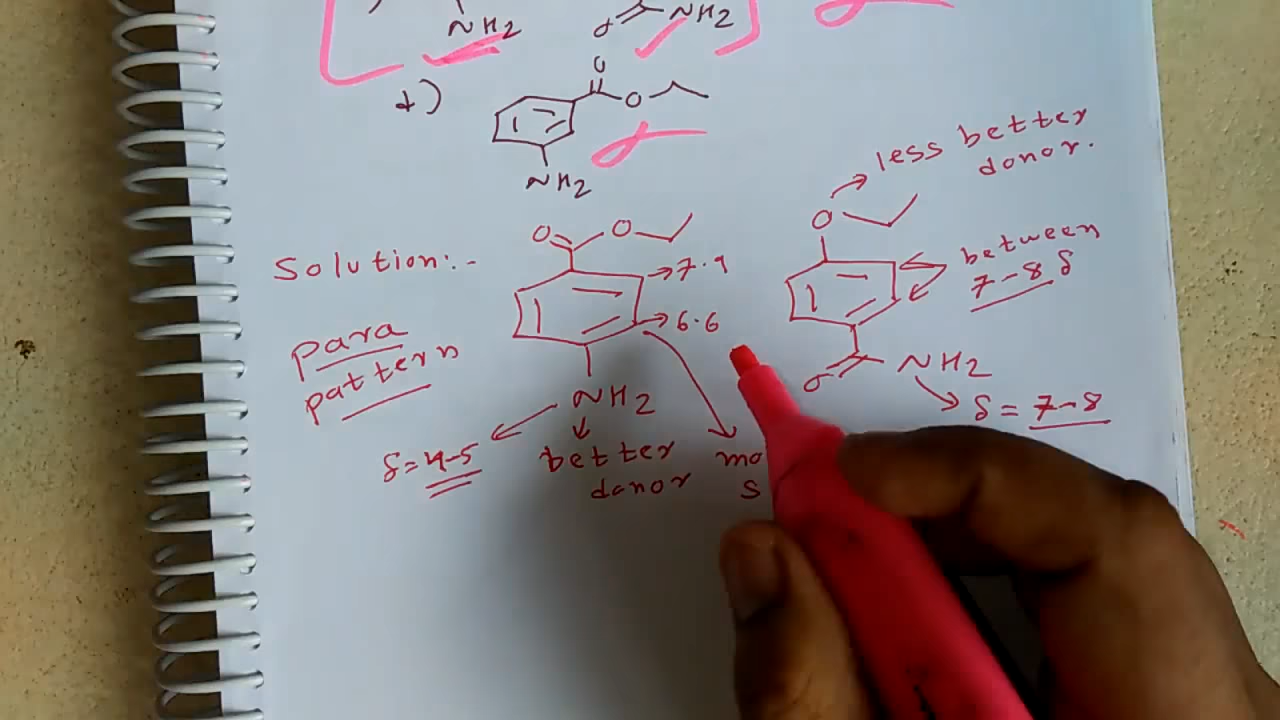 NH2
O NH2
d)
O
O
NH2
less better
donor.
Solution:-
O O
7.9
6.6
O
between
7-8 δ
para
pattern
NH2
O NH2
δ = 7-8
δ=4-5
better
donor